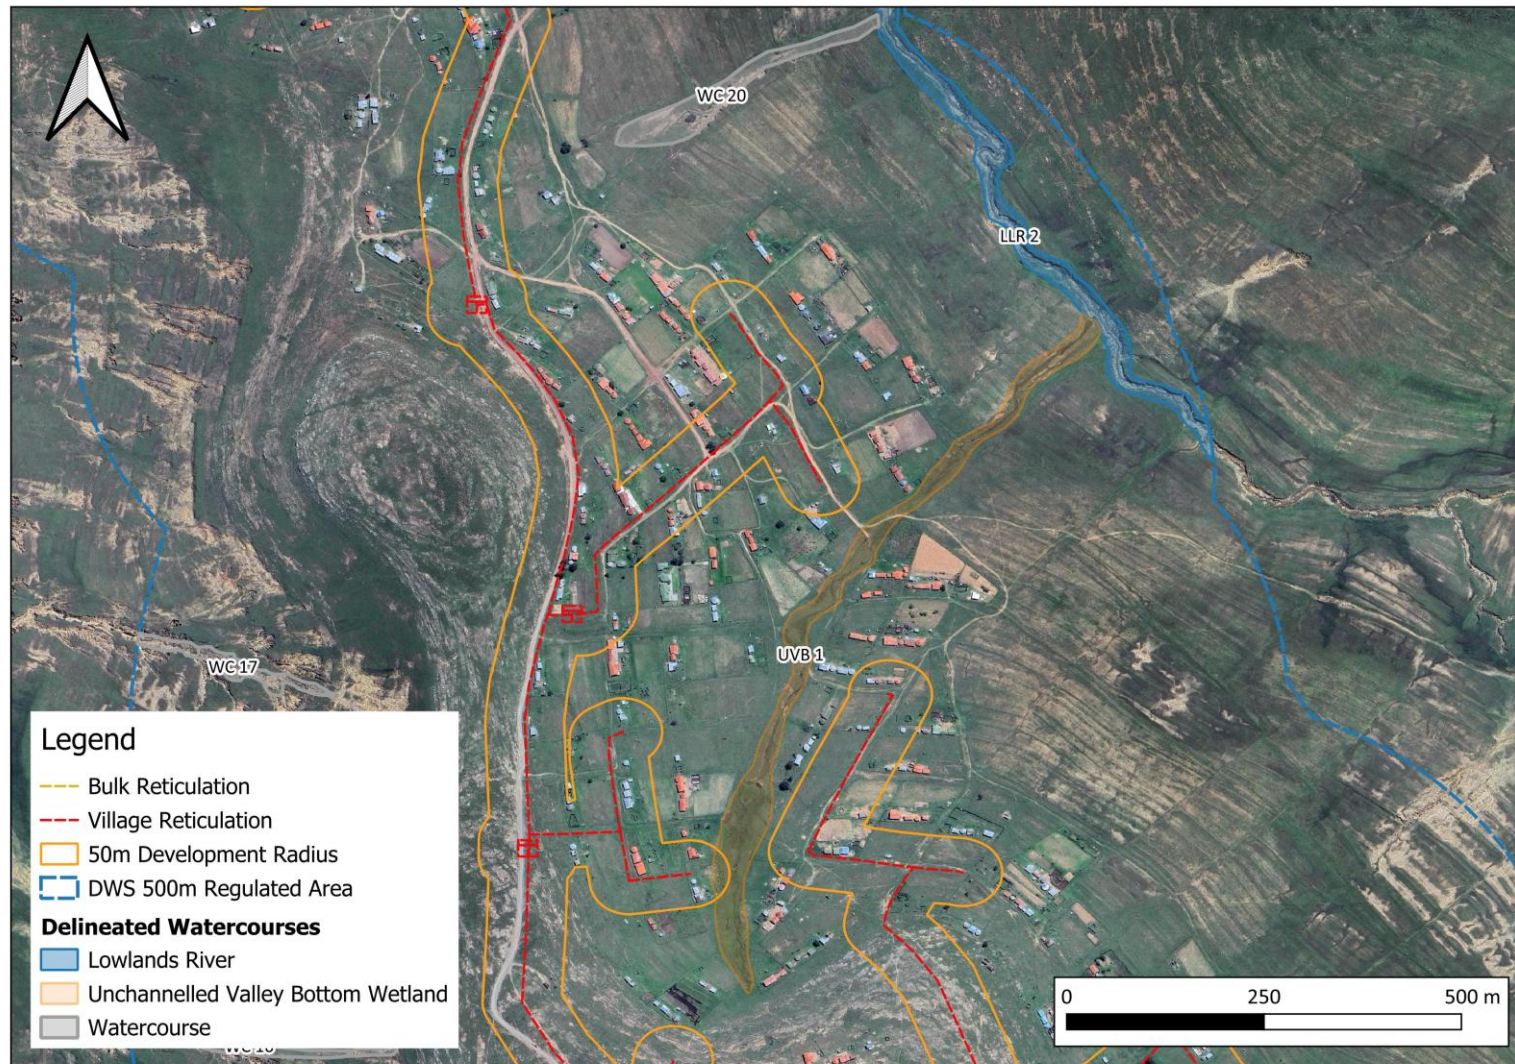 WC 20
LLR 2
UVB 1
WC 17
Legend
Bulk Reticulation
Village Reticulation
50m Development Radius
DWS 500m Regulated Area
Delineated Watercourses
Lowlands River
Unchannelled Valley Bottom Wetland
Watercourse
0 250 500 m